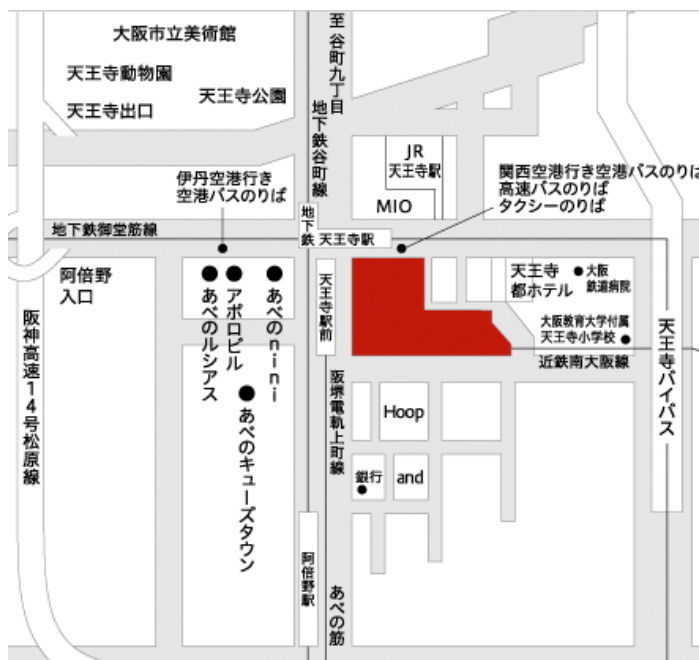 大阪市立美術館
天王寺動物園
天王寺公園
天王寺出口
至 谷町九丁目
地下鉄谷町線
JR
天王寺駅
MIO
伊丹空港行き
空港バスのりば
関西空港行き空港バスのりば
高速バスのりば
タクシーのりば
地下鉄御堂筋線
地下鉄 天王寺駅
阿倍野
入口
阪神高速14号松原線
あべのルシアス
アポロビル
あべのnini
あべのキューズタウン
天王寺駅前
阪堺電軌上町線
天王寺
都ホテル
大阪
鉄道病院
大阪教育大学付属
天王寺小学校
近鉄南大阪線
天王寺バイパス
Hoop
銀行
and
阿倍野駅
あべの筋